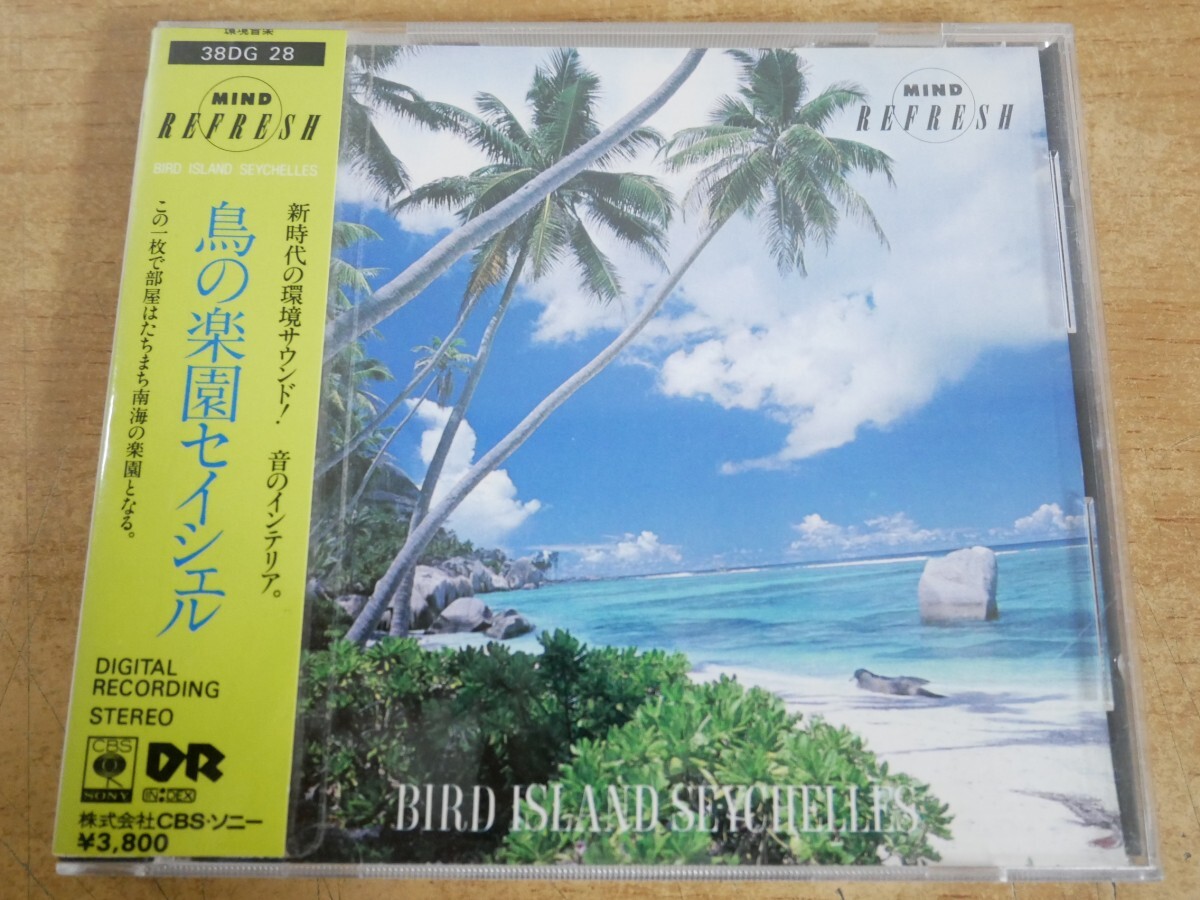 環境音楽
38DG 28
MIND
REFRESH
BIRD ISLAND SEYCHELLES
新時代の環境サウンド! 音のインテリア。
鳥の楽園セイシェル
この一枚で部屋はたちまち南海の楽園となる。
DIGITAL
RECORDING
STEREO
CBS
SONY
DR
IN:DEX
株式会社CBS・ソニー
¥3,800
MIND
REFRESH
BIRD ISLAND SEYCHELLES